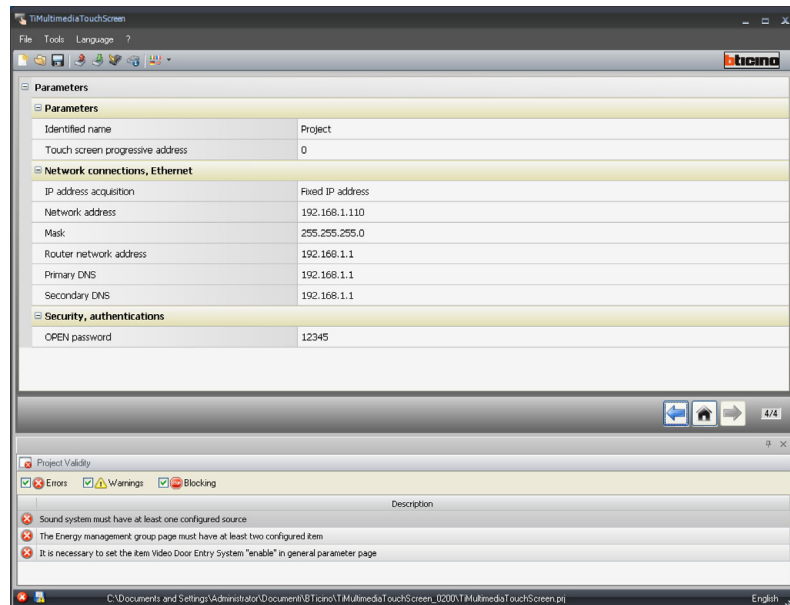 TiMultimediaTouchScreen
File Tools Language ?
bticino
Parameters
Parameters
Identified name Project
Touch screen progressive address 0
Network connections, Ethernet
IP address acquisition Fixed IP address
Network address 192.168.1.110
Mask 255.255.255.0
Router network address 192.168.1.1
Primary DNS 192.168.1.1
Secondary DNS 192.168.1.1
Security, authentications
OPEN password 12345
4/4
Project Validity
Errors Warnings Blocking
Description
Sound system must have at least one configured source
The Energy management group page must have at least two configured item
It is necessary to set the item Video Door Entry System "enable" in general parameter page
C:\Documents and Settings\Administrator\Documenti\BTicino\TiMultimediaTouchScreen_0200\TiMultimediaTouchScreen.prj English